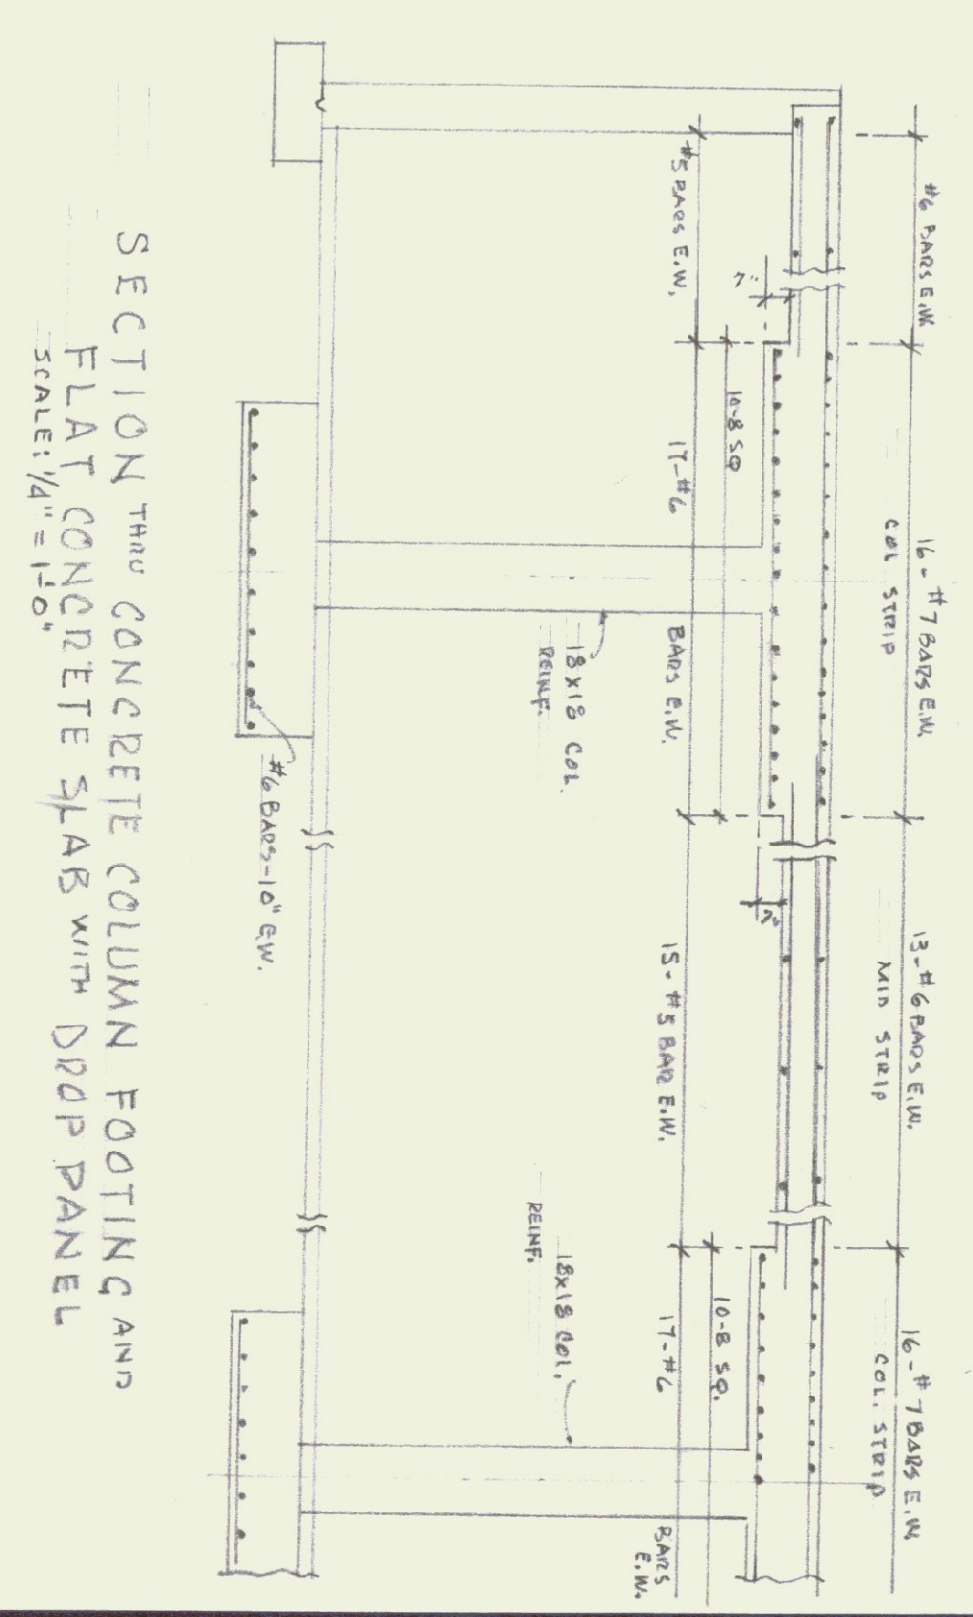 #6 BARS E.W.
16-#7 BARS E.W.
COL STRIP
13-#6 BARS E.W.
MID STRIP
16-#7 BARS E.W.
COL. STRIP
7"
10-8 SQ
10-8 SQ.
#5 BARS E.W.
17-#6
BARS E.W.
15-#5 BAR E.W.
17-#6
BARS
E.W.
18x18 COL.
REINF.
18x18 COL.
REINF.
#6 BARS-10" E.W.
SECTION THRU CONCRETE COLUMN FOOTING AND
FLAT CONCRETE SLAB WITH DROP PANEL
SCALE: 1/4" = 1'-0"